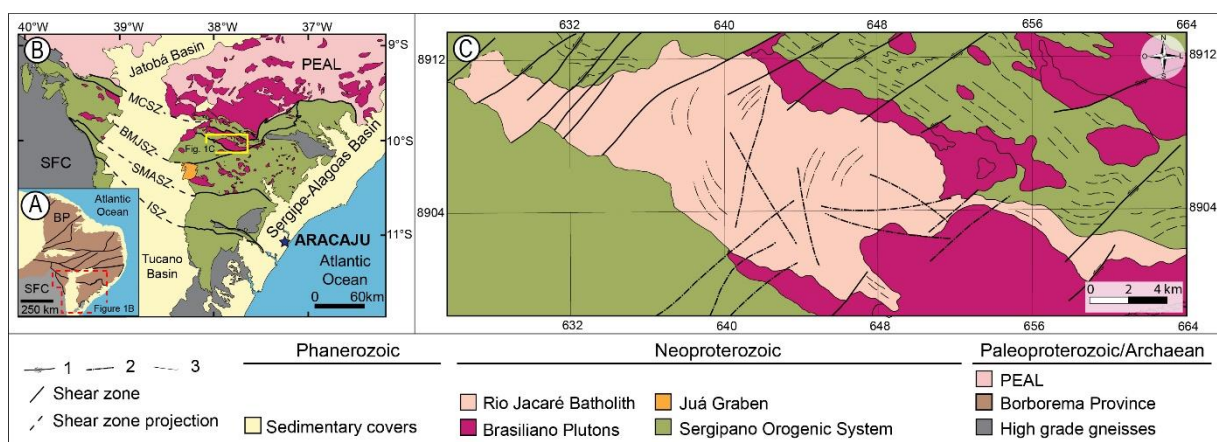 40°W 39°W 38°W 37°W
B
Jatobá Basin
PEAL
9°S
MCSZ
BMJSZ
Fig. 1C
10°S
SFC
SMASZ
ISZ
Sergipe-Alagoas Basin
11°S
ARACAJU
Tucano Basin
Atlantic Ocean
0 60km
A
Atlantic Ocean
BP
SFC
250 km
Figure 1B
C
632 640 648 656 664
8912 8912
N
O L
S
8904 8904
0 2 4 km
632 640 648 656 664
1 2 3
Shear zone
Shear zone projection
Phanerozoic
Sedimentary covers
Neoproterozoic
Rio Jacaré Batholith
Juá Graben
Brasiliano Plutons
Sergipano Orogenic System
Paleoproterozoic/Archaean
PEAL
Borborema Province
High grade gneisses